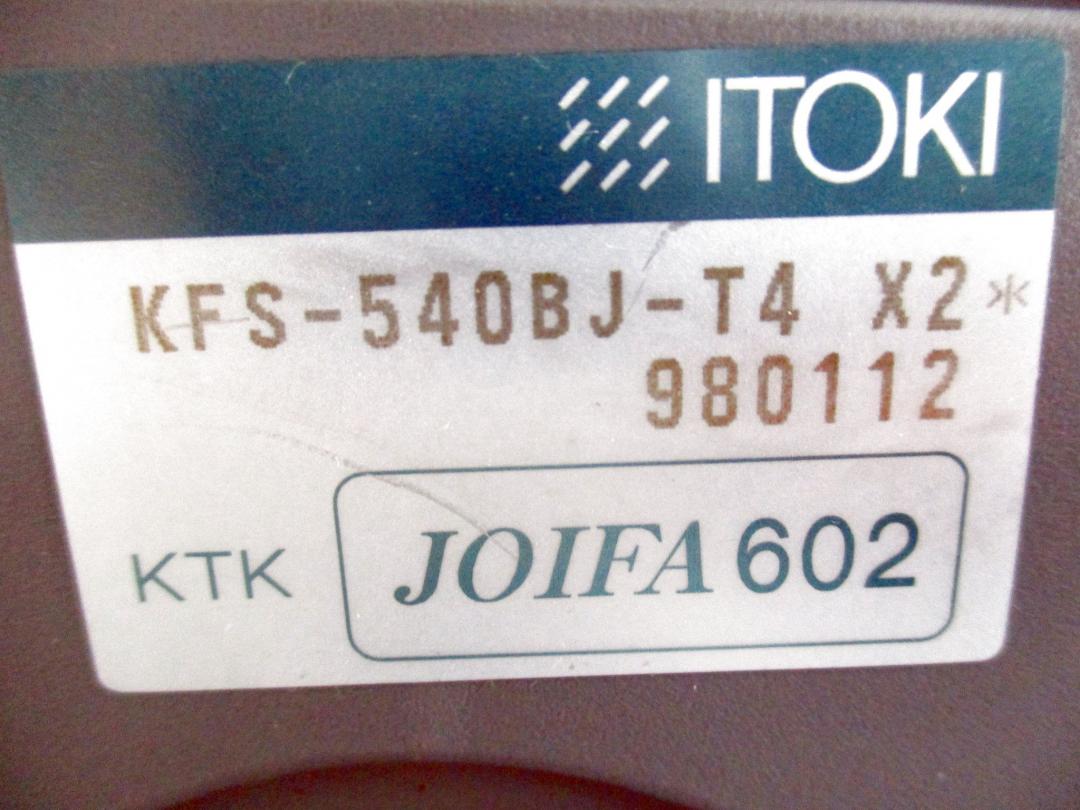 ITOKI
KFS-540BJ-T4 X2*
980112
KTK JOIFA 602